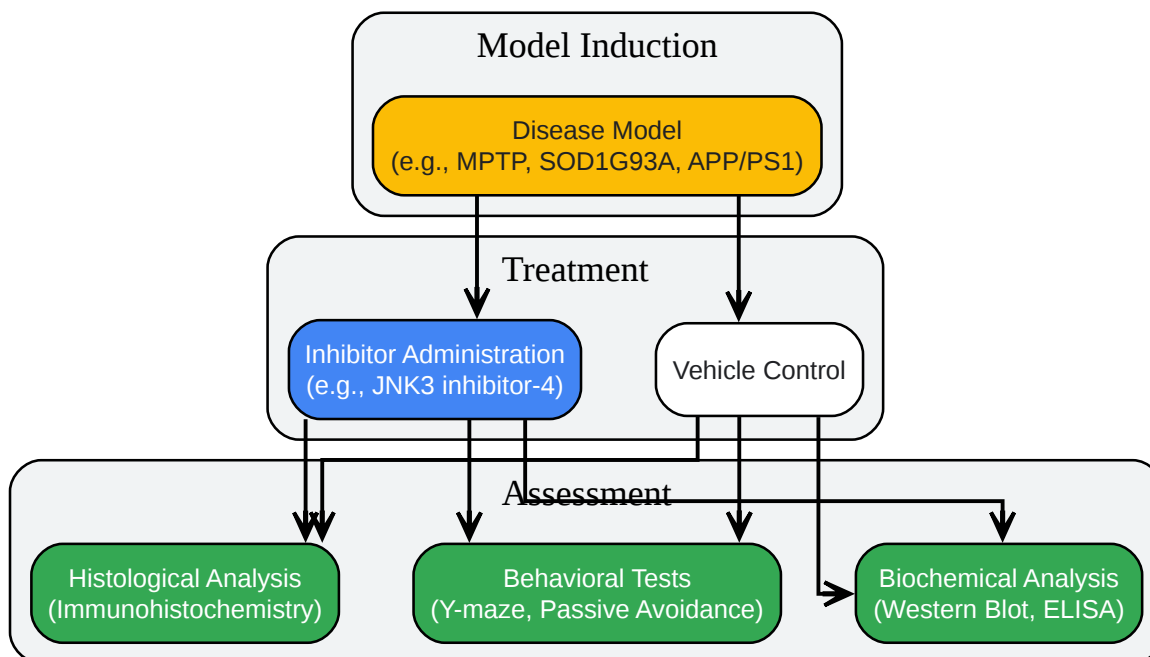 Model Induction
Disease Model
(e.g., MPTP, SOD1G93A, APP/PS1)
Treatment
Inhibitor Administration
(e.g., JNK3 inhibitor-4)
Vehicle Control
Assessment
Histological Analysis
(Immunohistochemistry)
Behavioral Tests
(Y-maze, Passive Avoidance)
Biochemical Analysis
(Western Blot, ELISA)